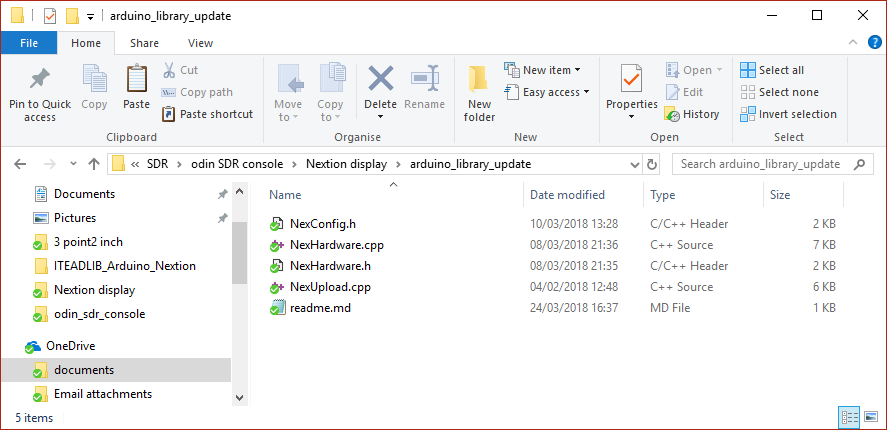 arduino_library_update
File Home Share View
Pin to Quick access
Copy
Paste
Cut
Copy path
Paste shortcut
Clipboard
Move to
Copy to
Delete
Rename
Organise
New folder
New item
Easy access
New
Properties
Open
Edit
History
Open
Select all
Select none
Invert selection
Select
« SDR > odin SDR console > Nextion display > arduino_library_update
Search arduino_library_update
Documents
Pictures
3 point2 inch
ITEADLIB_Arduino_Nextion
Nextion display
odin_sdr_console
OneDrive
documents
Email attachments
Name Date modified Type Size
NexConfig.h 10/03/2018 13:28 C/C++ Header 2 KB
NexHardware.cpp 08/03/2018 21:36 C++ Source 7 KB
NexHardware.h 08/03/2018 21:35 C/C++ Header 2 KB
NexUpload.cpp 04/02/2018 12:48 C++ Source 6 KB
readme.md 24/03/2018 16:37 MD File 1 KB
5 items